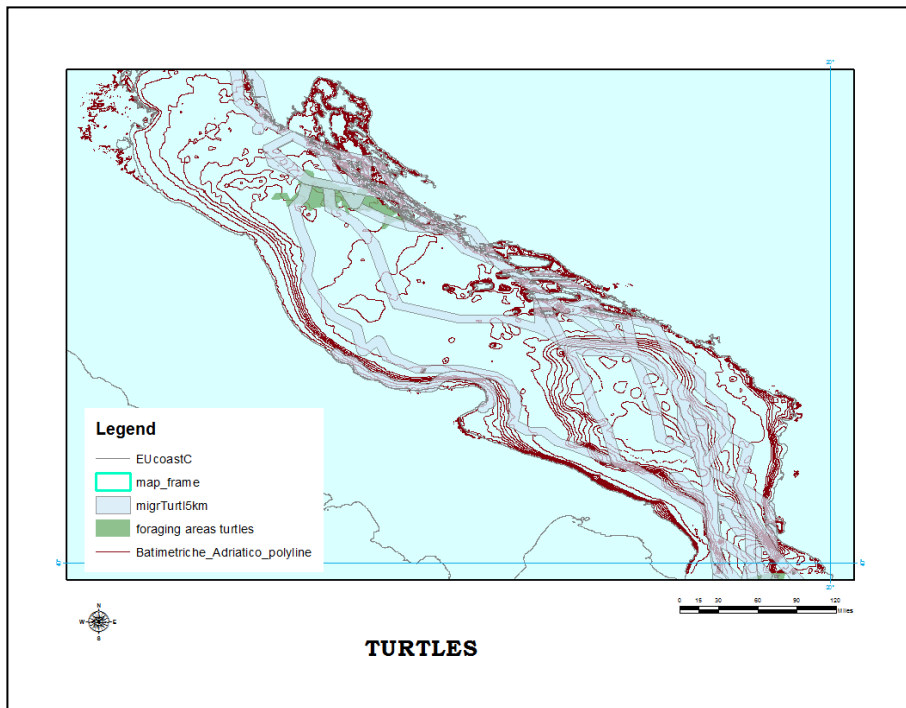 Legend
EUcoastC
map_frame
migrTurtl5km
foraging areas turtles
Batimetriche_Adriatico_polyline
N
W E
S
0 15 30 60 90 120
Miles
TURTLES